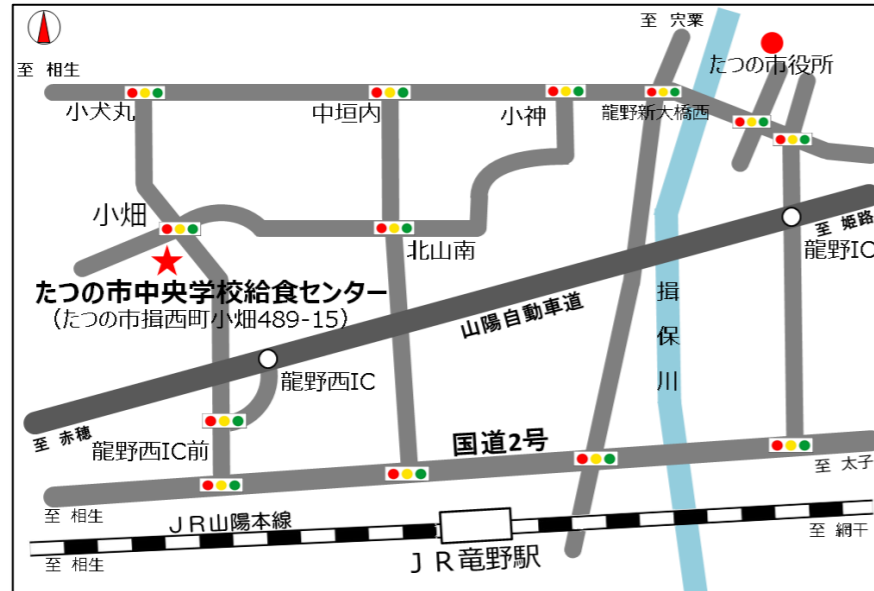 至 宍粟
至 相生
たつの市役所
小犬丸
中垣内
小神
龍野新大橋西
小畑
北山南
至 姫路
龍野IC
たつの市中央学校給食センター
（たつの市揖西町小畑489-15）
山陽自動車道
揖保川
龍野西IC
至 赤穂
龍野西IC前
国道2号
至 太子
至 相生
ＪＲ山陽本線
至 網干
至 相生
ＪＲ竜野駅